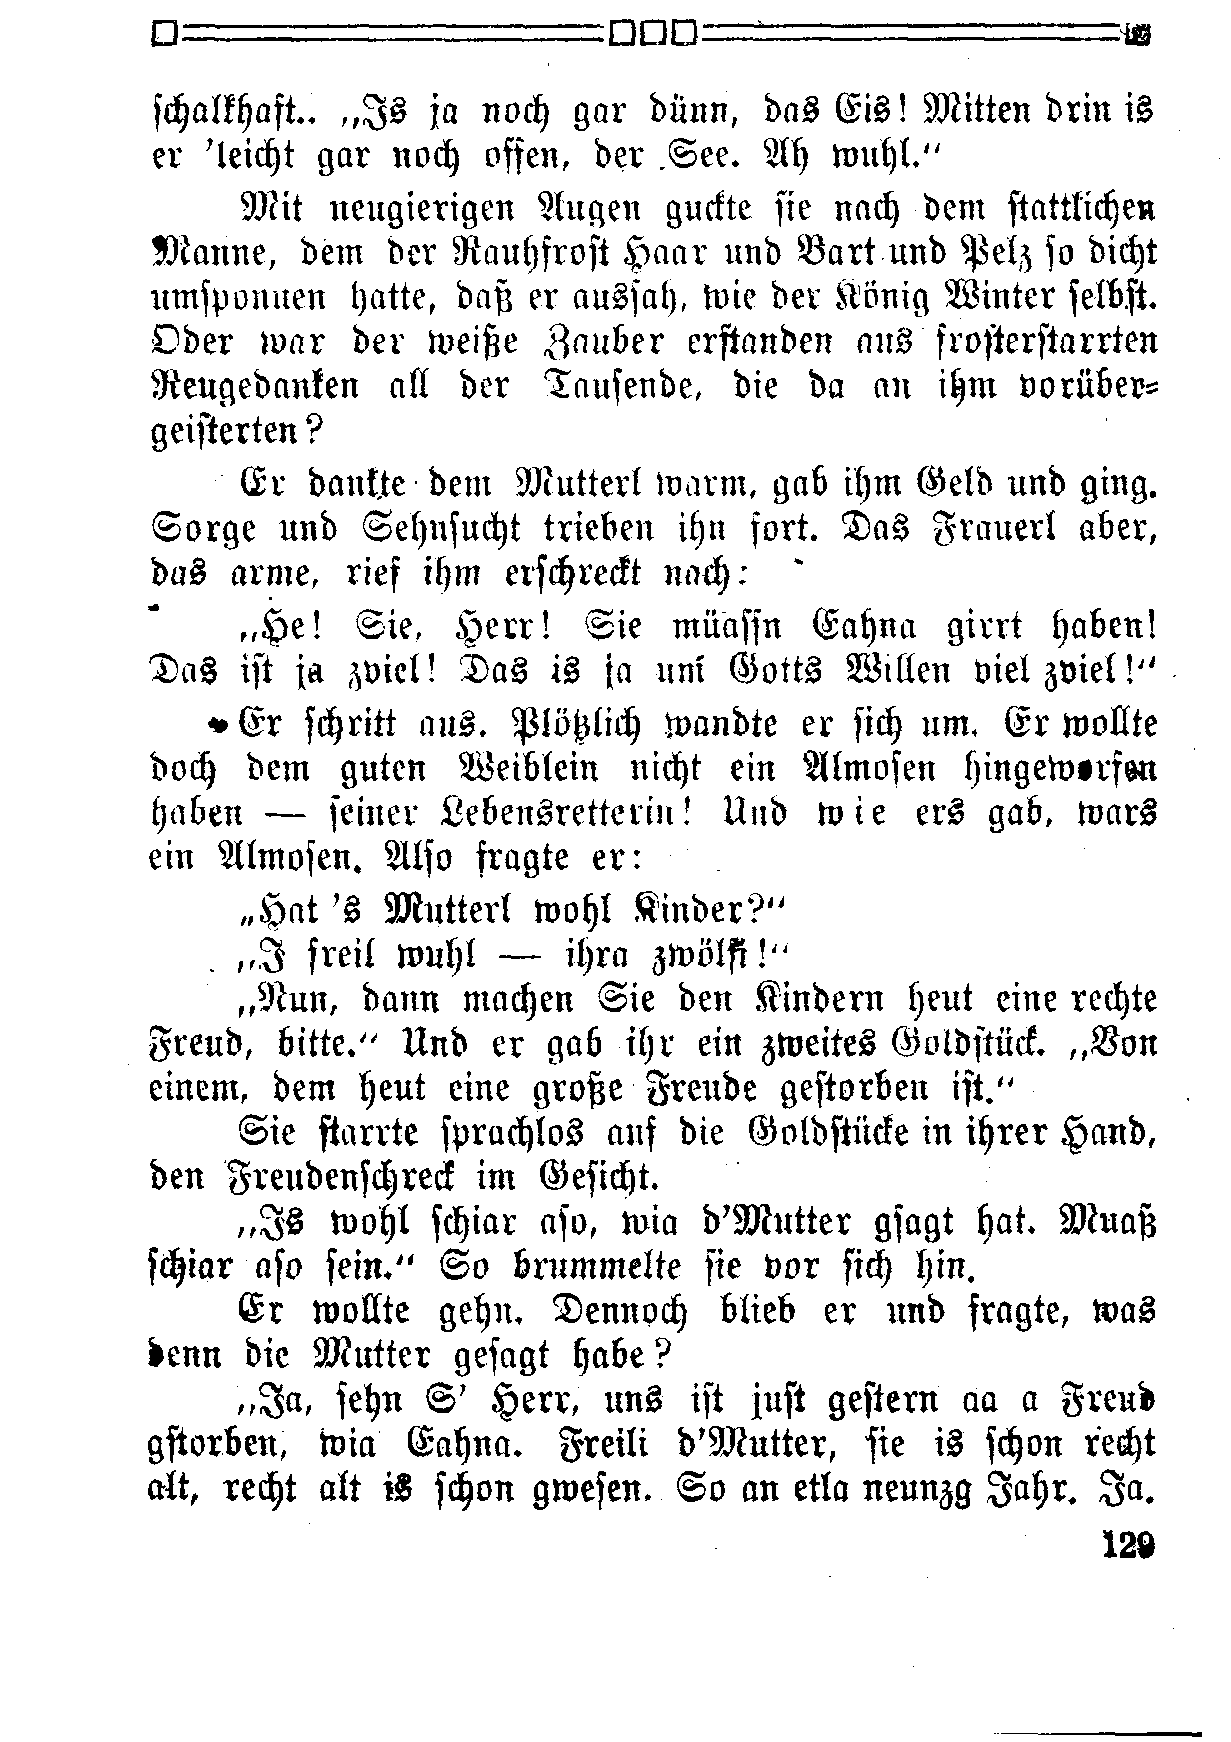 schalkhaft.. „Is ja noch gar dünn, das Eis! Mitten drin is
er 'leicht gar noch offen, der See. Ah wuhl.“
Mit neugierigen Augen guckte sie nach dem stattlichen
Manne, dem der Rauhfrost Haar und Bart und Pelz so dicht
umsponnen hatte, daß er aussah, wie der König Winter selbst.
Oder war der weiße Zauber erstanden aus frosterstarrten
Reugedanken all der Tausende, die da an ihm vorüber-
geisterten?
Er dankte dem Mutterl warm, gab ihm Geld und ging.
Sorge und Sehnsucht trieben ihn fort. Das Frauerl aber,
das arme, rief ihm erschreckt nach:
„He! Sie, Herr! Sie müassn Eahna girrt haben!
Das ist ja zviel! Das is ja um Gotts Willen viel zviel!“
Er schritt aus. Plötzlich wandte er sich um. Er wollte
doch dem guten Weiblein nicht ein Almosen hingeworfen
haben — seiner Lebensretterin! Und wie ers gab, wars
ein Almosen. Also fragte er:
„Hat 's Mutterl wohl Kinder?“
„I freil wuhl — ihra zwölfi!“
„Nun, dann machen Sie den Kindern heut eine rechte
Freud, bitte.“ Und er gab ihr ein zweites Goldstück. „Von
einem, dem heut eine große Freude gestorben ist.“
Sie starrte sprachlos auf die Goldstücke in ihrer Hand,
den Freudenschreck im Gesicht.
„Is wohl schiar aso, wia d'Mutter gsagt hat. Muaß
schiar aso sein.“ So brummelte sie vor sich hin.
Er wollte gehn. Dennoch blieb er und fragte, was
denn die Mutter gesagt habe?
„Ja, sehn S' Herr, uns ist just gestern aa a Freud
gstorben, wia Eahna. Freili d'Mutter, sie is schon recht
alt, recht alt is schon gwesen. So an etla neunzg Jahr. Ja.
129